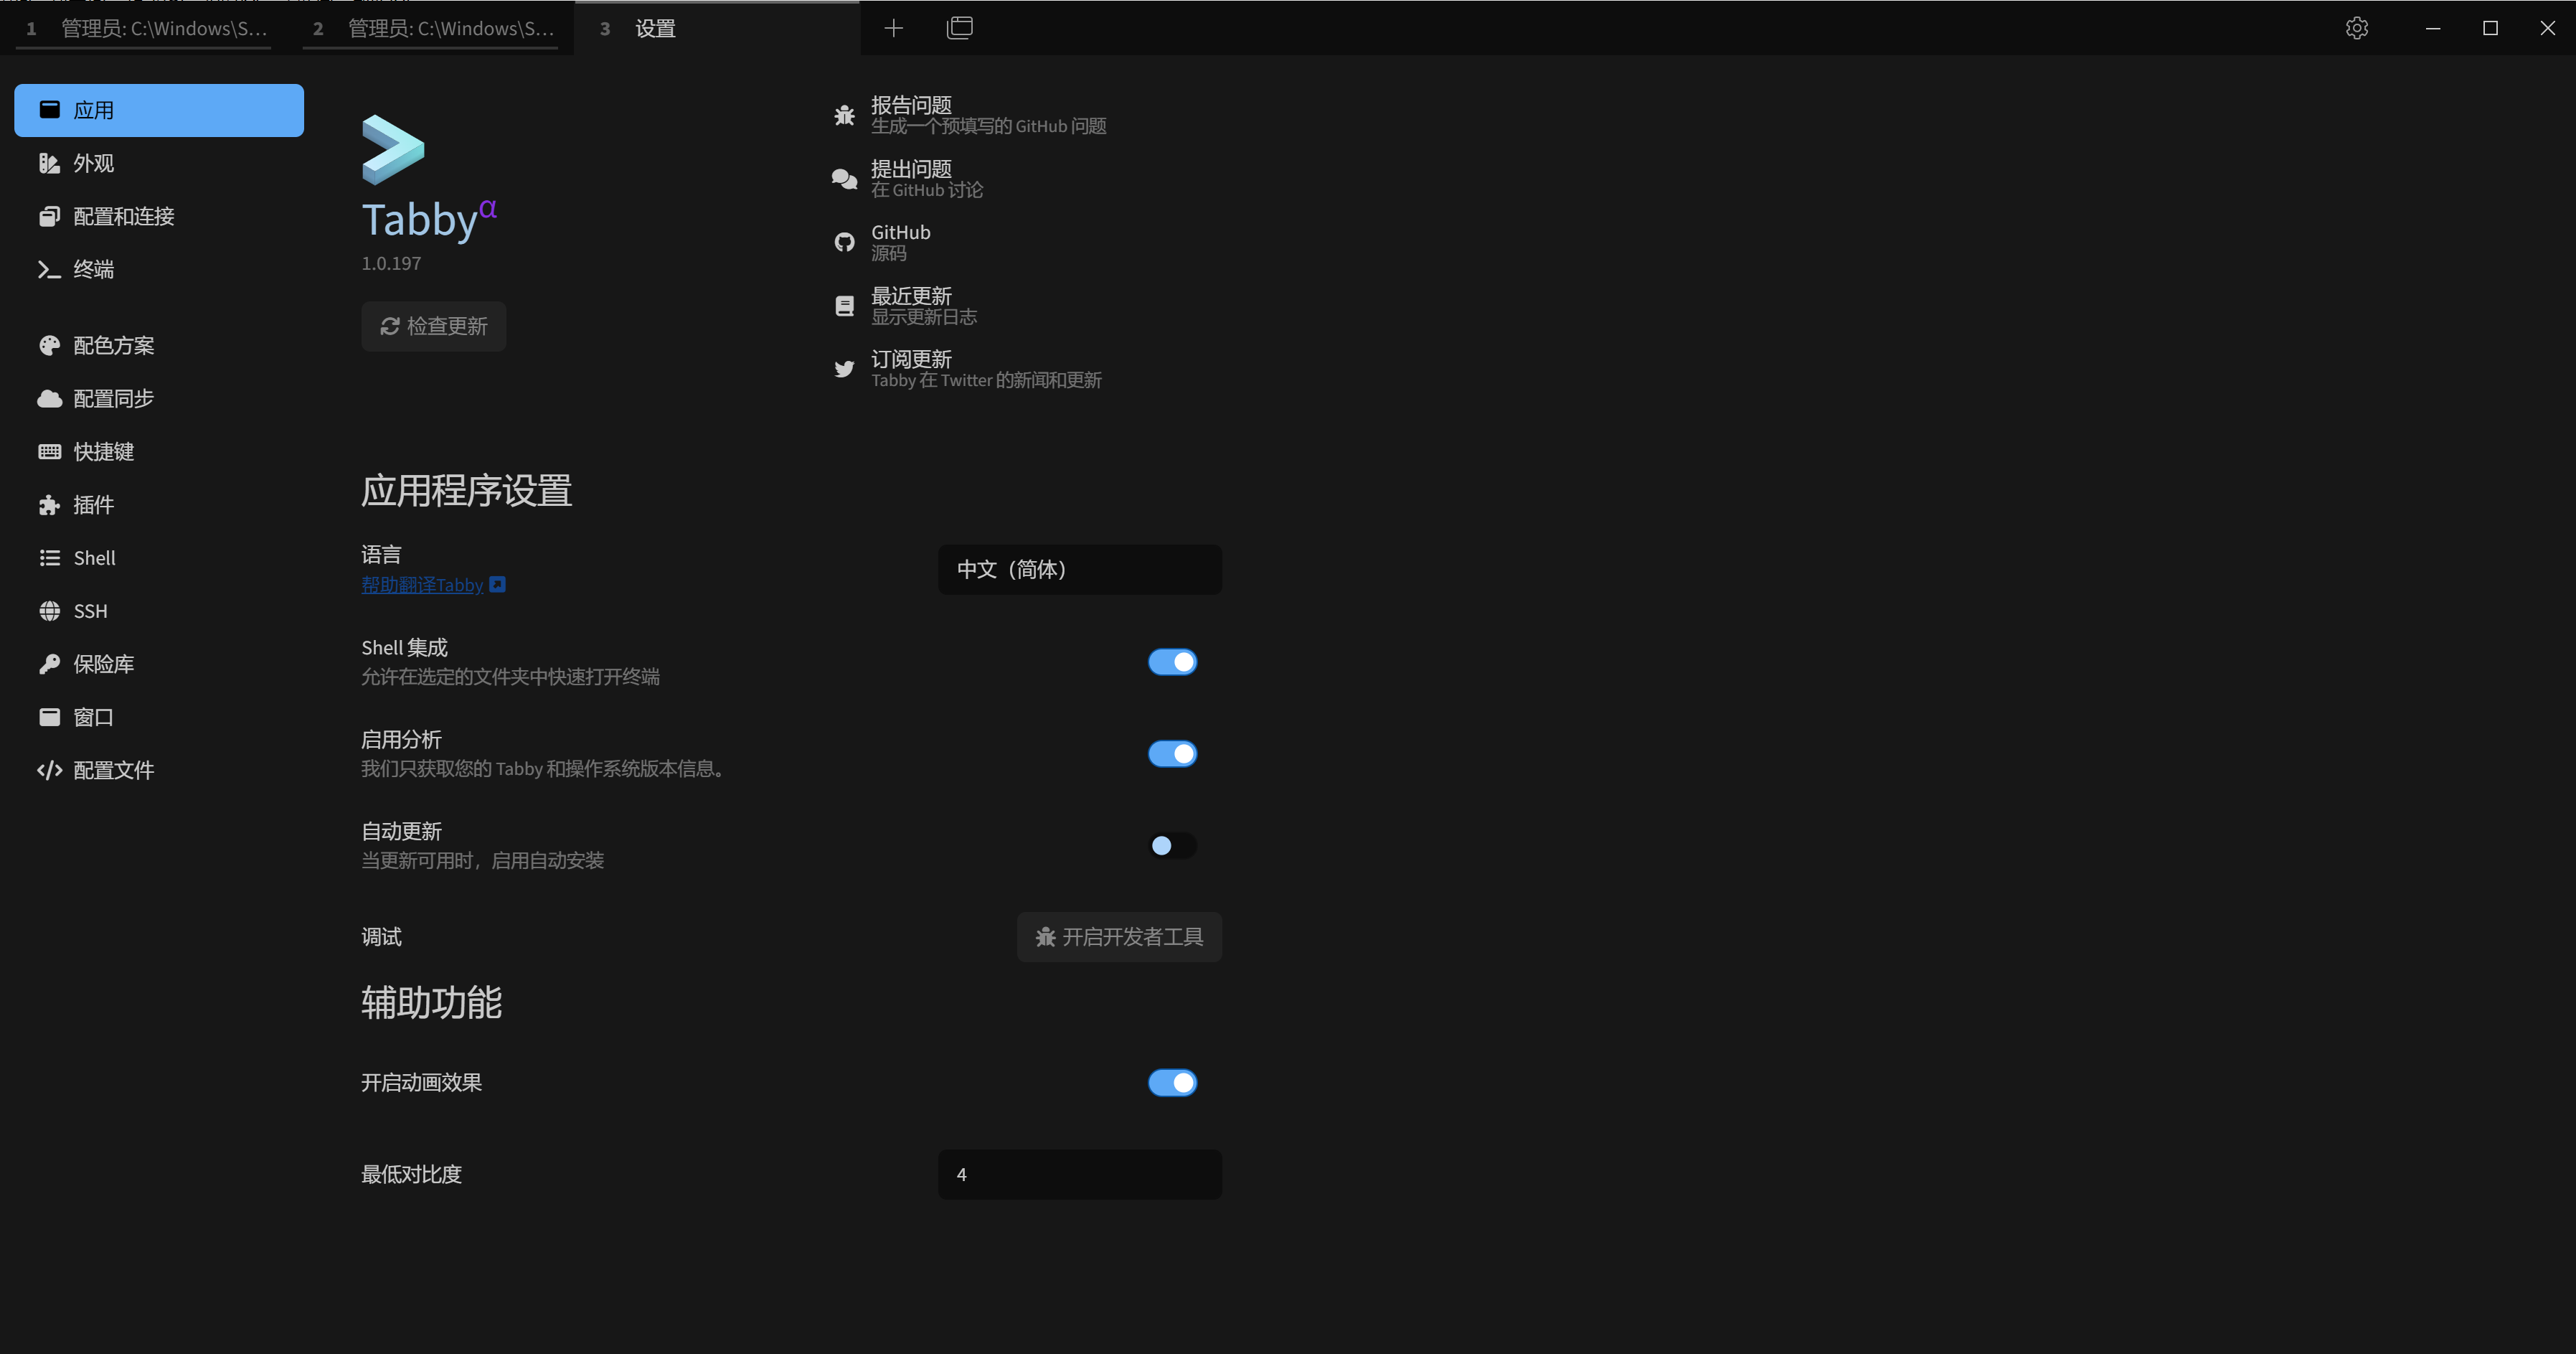 1 管理员: C:\Windows\S...
2 管理员: C:\Windows\S...
3 设置
应用
外观
配置和连接
终端
配色方案
配置同步
快捷键
插件
Shell
SSH
保险库
窗口
配置文件
Tabbyα
1.0.197
检查更新
报告问题
生成一个预填写的 GitHub 问题
提出问题
在 GitHub 讨论
GitHub
源码
最近更新
显示更新日志
订阅更新
Tabby 在 Twitter 的新闻和更新
应用程序设置
语言
帮助翻译Tabby
中文（简体）
Shell 集成
允许在选定的文件夹中快速打开终端
启用分析
我们只获取您的 Tabby 和操作系统版本信息。
自动更新
当更新可用时，启用自动安装
调试
开启开发者工具
辅助功能
开启动画效果
最低对比度
4